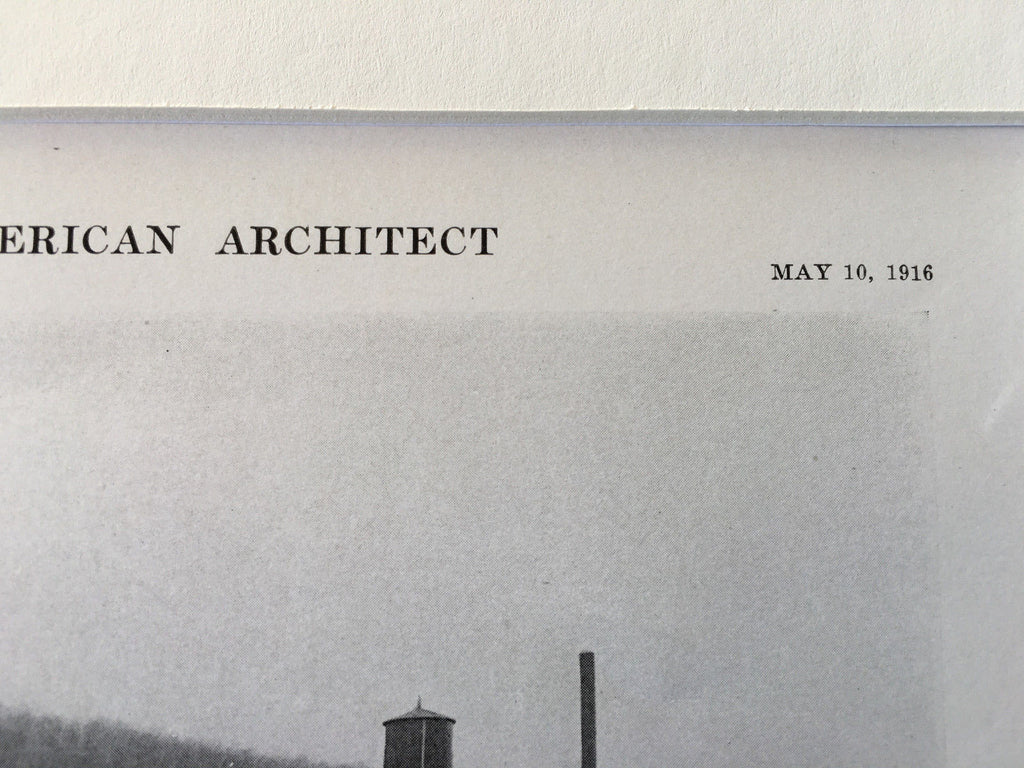 ERICAN ARCHITECT
MAY 10, 1916